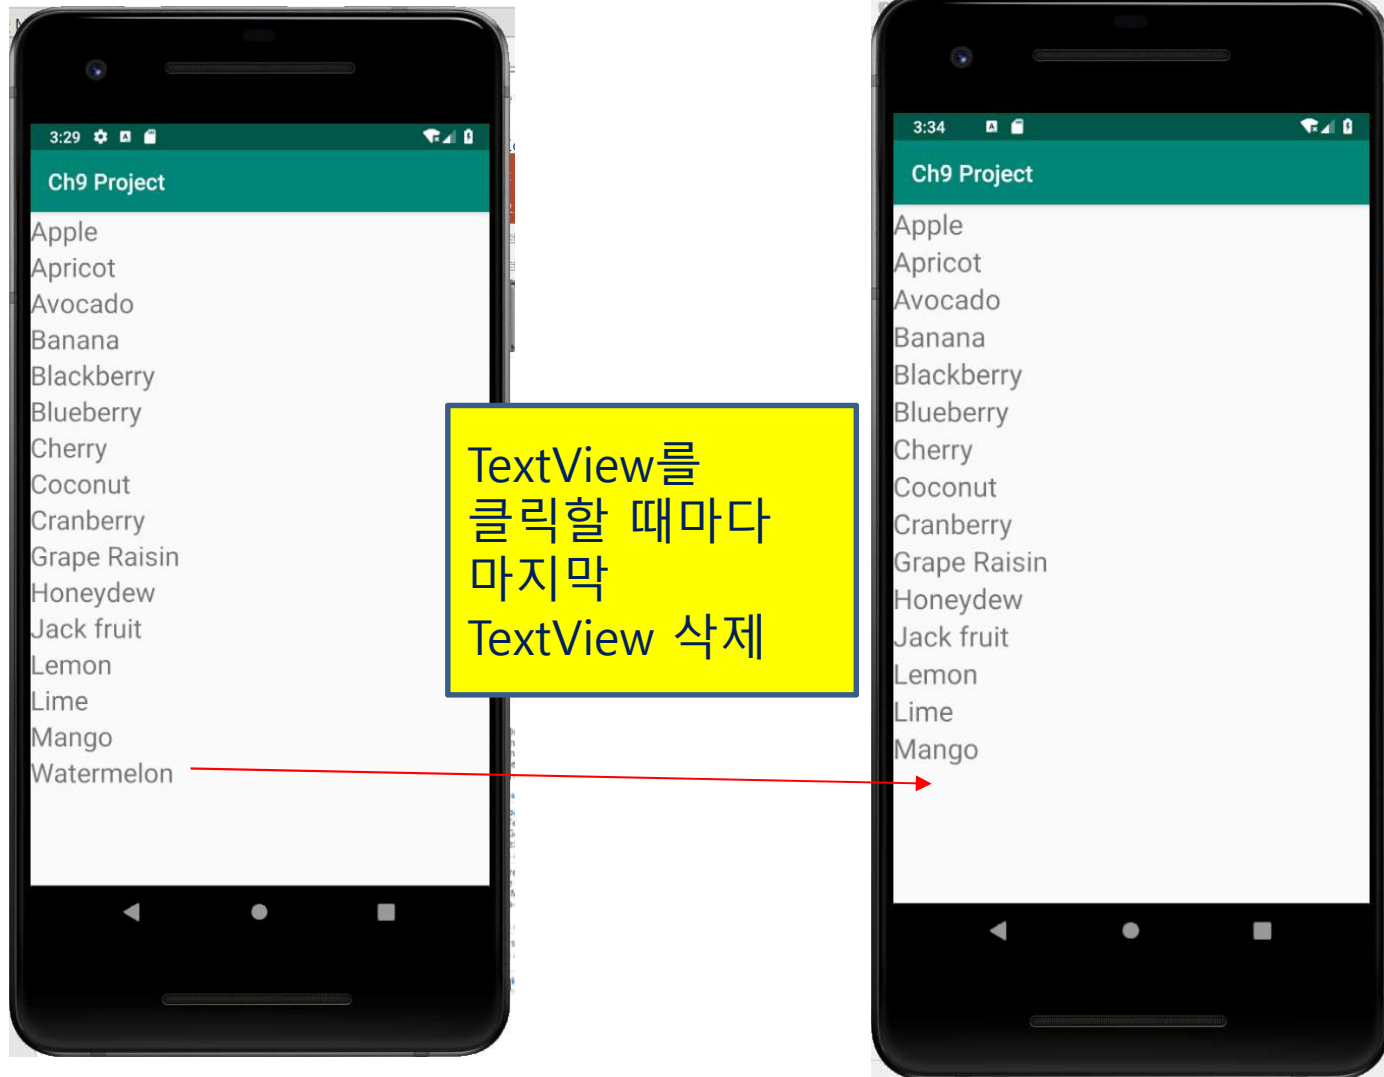 3:29
Ch9 Project
Apple
Apricot
Avocado
Banana
Blackberry
Blueberry
Cherry
Coconut
Cranberry
Grape Raisin
Honeydew
Jack fruit
Lemon
Lime
Mango
Watermelon
TextView를
클릭할 때마다
마지막
TextView 삭제
3:34
Ch9 Project
Apple
Apricot
Avocado
Banana
Blackberry
Blueberry
Cherry
Coconut
Cranberry
Grape Raisin
Honeydew
Jack fruit
Lemon
Lime
Mango